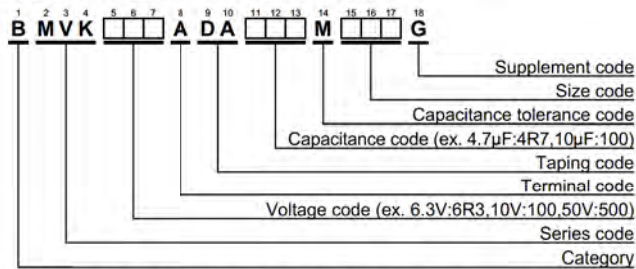 1 2 3 4 5 6 7 8 9 10 11 12 13 14 15 16 17 18
B MVK A DA M G
Supplement code
Size code
Capacitance tolerance code
Capacitance code (ex. 4.7μF:4R7,10μF:100)
Taping code
Terminal code
Voltage code (ex. 6.3V:6R3,10V:100,50V:500)
Series code
Category